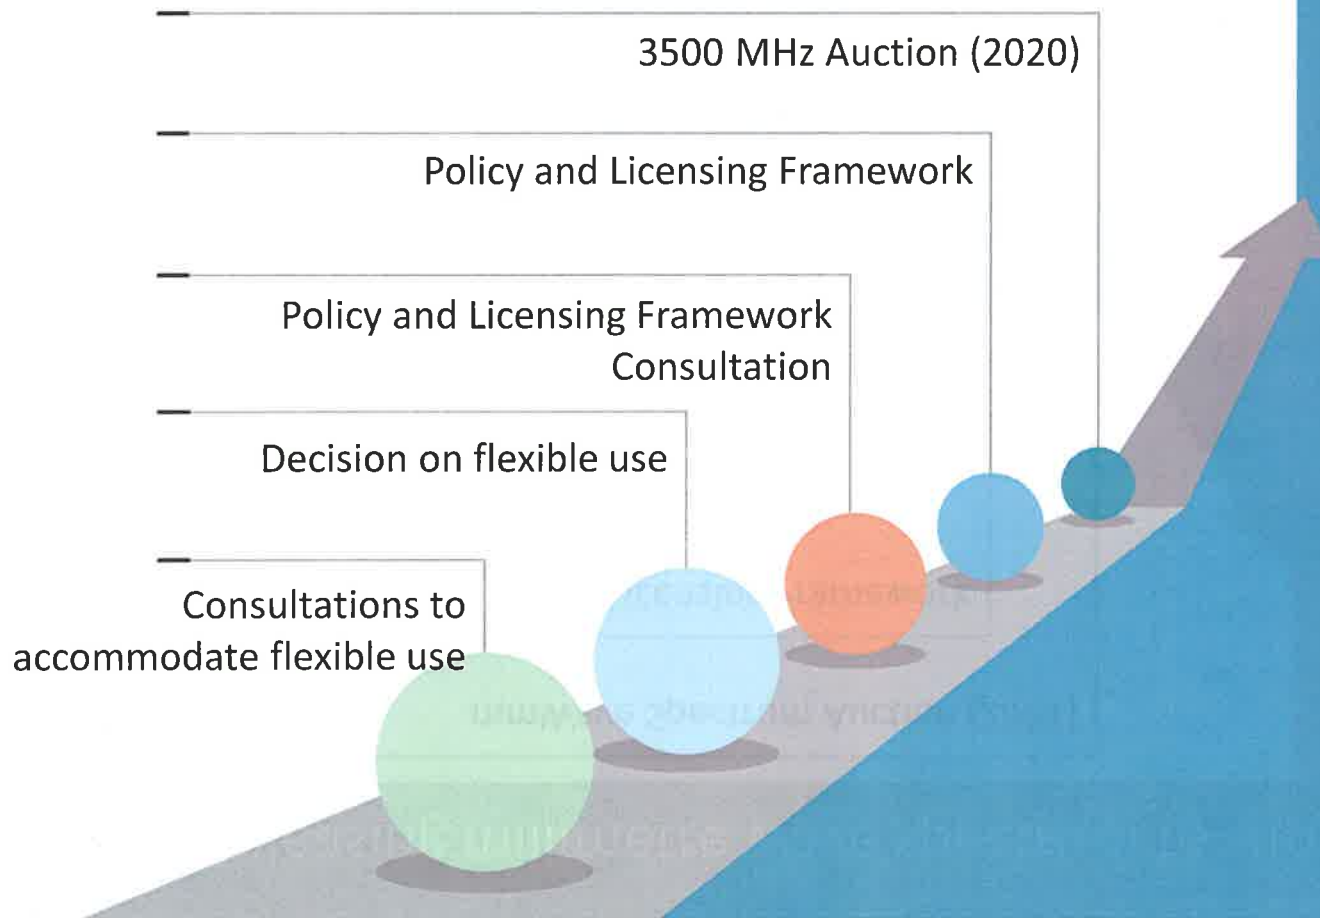 3500 MHz Auction (2020)
Policy and Licensing Framework
Policy and Licensing Framework
Consultation
Decision on flexible use
Consultations to
accommodate flexible use